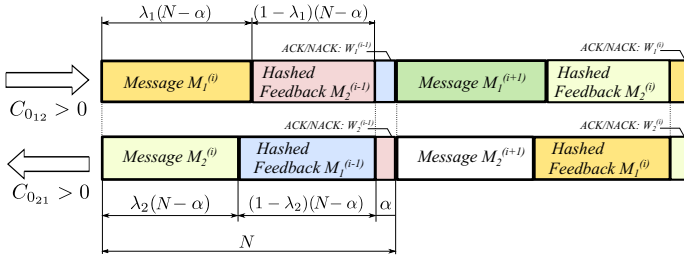 λ₁(N−α) (1−λ₁)(N−α)
ACK/NACK: W₁⁽ⁱ⁻¹⁾ ACK/NACK: W₁⁽ⁱ⁾
Message M₁⁽ⁱ⁾ Hashed Feedback M₂⁽ⁱ⁻¹⁾ Message M₁⁽ⁱ⁺¹⁾ Hashed Feedback M₂⁽ⁱ⁾
C₀₁₂ > 0
ACK/NACK: W₂⁽ⁱ⁻¹⁾ ACK/NACK: W₂⁽ⁱ⁾
Message M₂⁽ⁱ⁾ Hashed Feedback M₁⁽ⁱ⁻¹⁾ Message M₂⁽ⁱ⁺¹⁾ Hashed Feedback M₁⁽ⁱ⁾
C₀₂₁ > 0
λ₂(N−α) (1−λ₂)(N−α) α
N